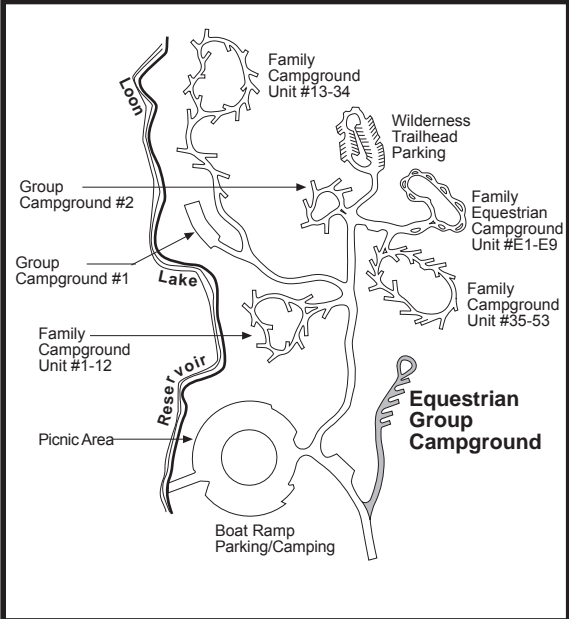 Loon
Lake
Reservoir
Family
Campground
Unit #13-34
Wilderness
Trailhead
Parking
Group
Campground #2
Family
Equestrian
Campground
Unit #E1-E9
Group
Campground #1
Family
Campground
Unit #35-53
Family
Campground
Unit #1-12
Equestrian
Group
Campground
Picnic Area
Boat Ramp
Parking/Camping